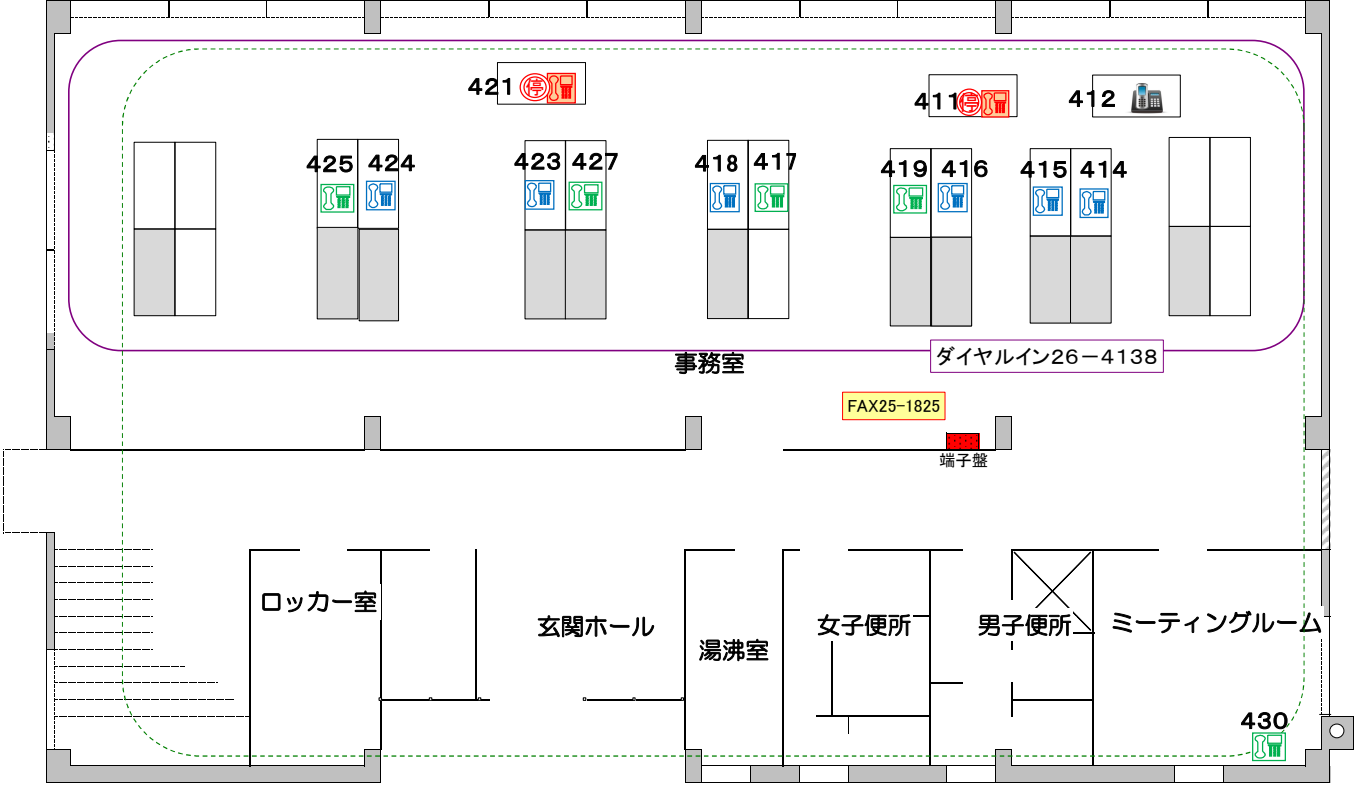 421 停
411 停
412
425 424
423 427
418 417
419 416
415 414
事務室
ダイヤルイン26－4138
FAX25-1825
端子盤
ロッカー室
玄関ホール
湯沸室
女子便所
男子便所
ミーティングルーム
430